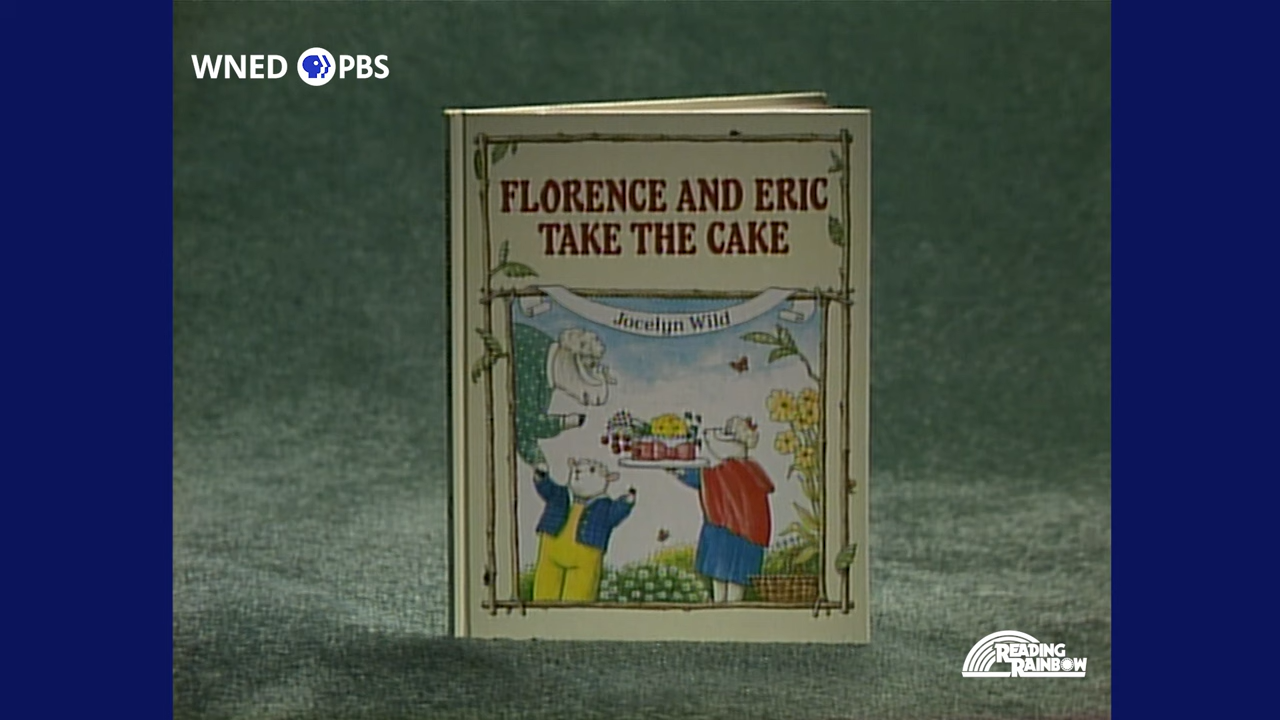 WNED PBS
FLORENCE AND ERIC
TAKE THE CAKE
Jocelyn Wild
READING
RAINBOW